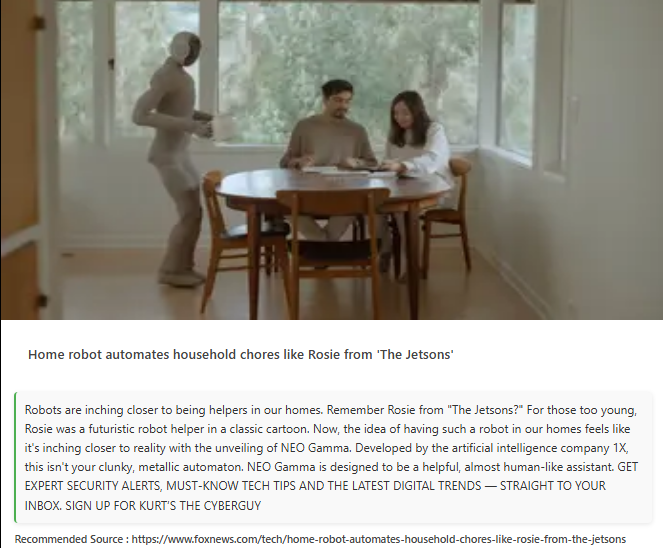 Home robot automates household chores like Rosie from 'The Jetsons'
Robots are inching closer to being helpers in our homes. Remember Rosie from "The Jetsons?" For those too young,
Rosie was a futuristic robot helper in a classic cartoon. Now, the idea of having such a robot in our homes feels like
it's inching closer to reality with the unveiling of NEO Gamma. Developed by the artificial intelligence company 1X,
this isn't your clunky, metallic automaton. NEO Gamma is designed to be a helpful, almost human-like assistant. GET
EXPERT SECURITY ALERTS, MUST-KNOW TECH TIPS AND THE LATEST DIGITAL TRENDS — STRAIGHT TO YOUR
INBOX. SIGN UP FOR KURT'S THE CYBERGUY
Recommended Source : https://www.foxnews.com/tech/home-robot-automates-household-chores-like-rosie-from-the-jetsons